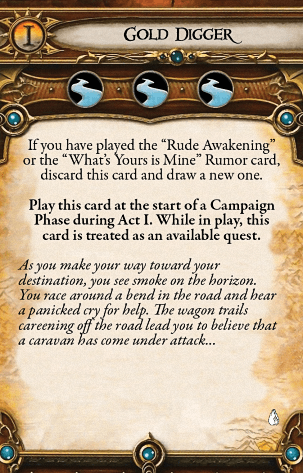 I
GOLD DIGGER
If you have played the “Rude Awakening”
or the “What’s Yours is Mine” Rumor card,
discard this card and draw a new one.
Play this card at the start of a Campaign
Phase during Act I. While in play, this
card is treated as an available quest.
As you make your way toward your
destination, you see smoke on the horizon.
You race around a bend in the road and hear
a panicked cry for help. The wagon trails
careening off the road lead you to believe that
a caravan has come under attack...